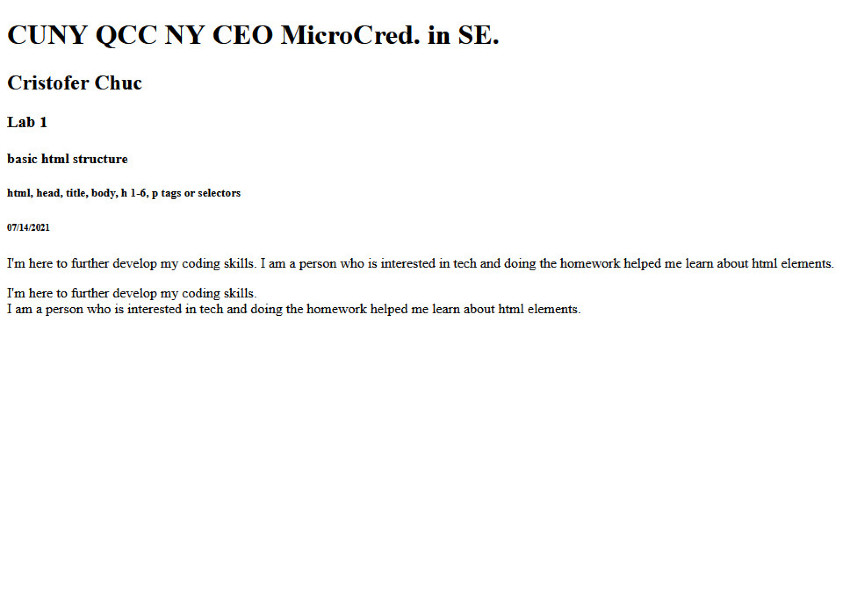 CUNY QCC NY CEO MicroCred. in SE.
Cristofer Chuc
Lab 1
basic html structure
html, head, title, body, h 1-6, p tags or selectors
07/14/2021
I'm here to further develop my coding skills. I am a person who is interested in tech and doing the homework helped me learn about html elements.
I'm here to further develop my coding skills.
I am a person who is interested in tech and doing the homework helped me learn about html elements.